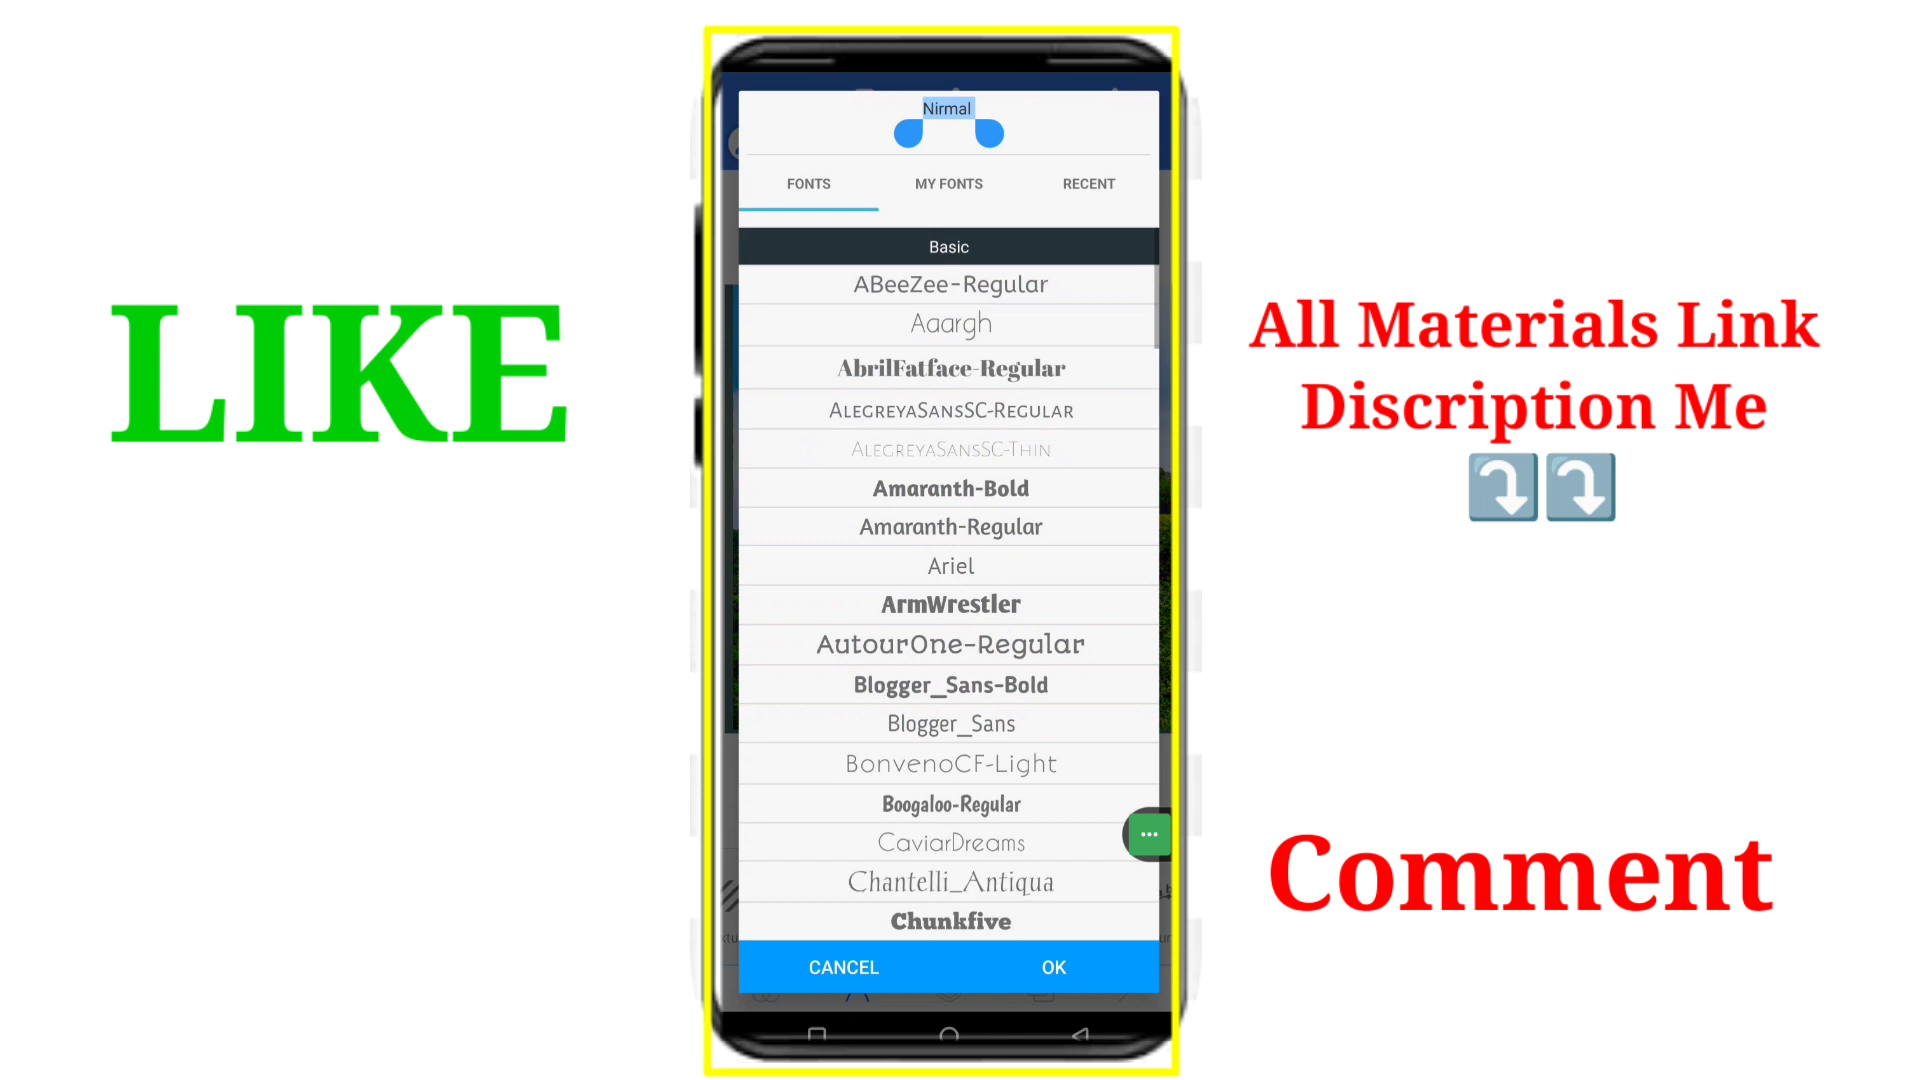 LIKE
Nirmal
FONTS MY FONTS RECENT
Basic
ABeeZee-Regular
Aaargh
AbrilFatface-Regular
AlegreyaSansSC-Regular
AlegreyaSansSC-Thin
Amaranth-Bold
Amaranth-Regular
Ariel
ArmWrestler
AutourOne-Regular
Blogger_Sans-Bold
Blogger_Sans
BonvenoCF-Light
Boogaloo-Regular
CaviarDreams
Chantelli_Antiqua
Chunkfive
CANCEL OK
All Materials Link
Discription Me
Comment